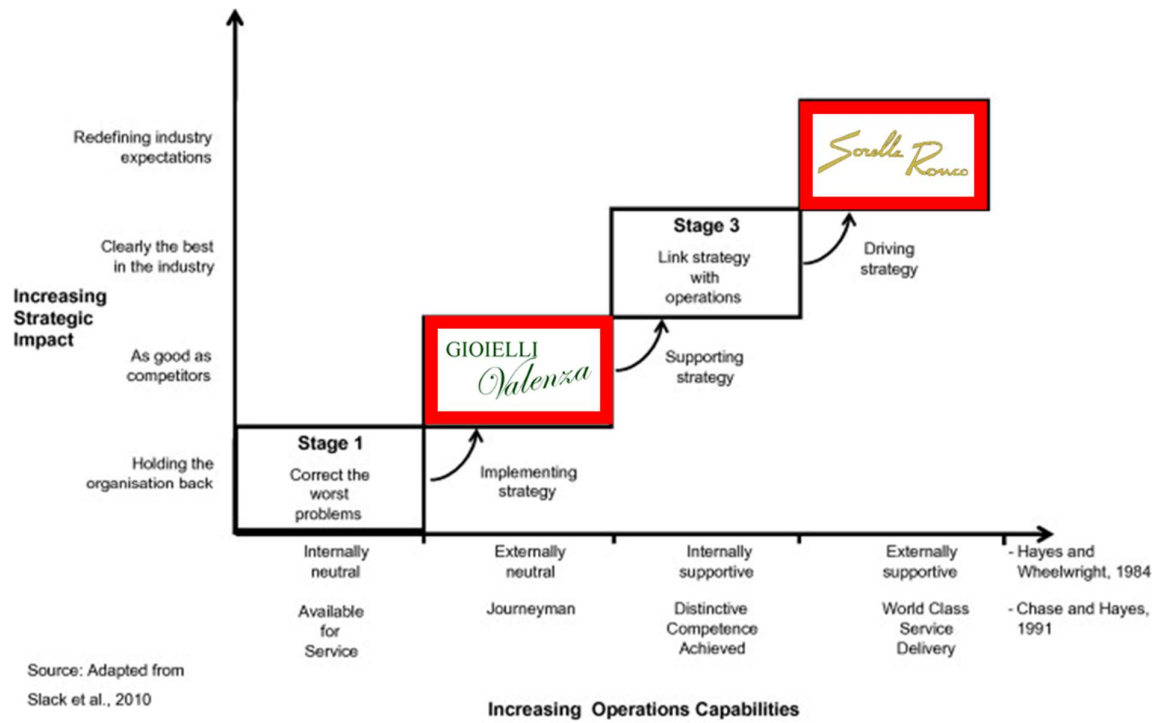 Redefining industry
expectations
Sorelle
Ronco
Stage 3
Link strategy
with
operations
Driving
strategy
Clearly the best
in the industry
Increasing
Strategic
Impact
GIOIELLI
Valenza
As good as
competitors
Supporting
strategy
Stage 1
Correct the
worst
problems
Holding the
organisation back
Implementing
strategy
Internally
neutral
Externally
neutral
Internally
supportive
Externally
supportive
- Hayes and
Wheelwright, 1984
Available
for
Service
Journeyman
Distinctive
Competence
Achieved
World Class
Service
Delivery
- Chase and Hayes,
1991
Source: Adapted from
Slack et al., 2010
Increasing Operations Capabilities